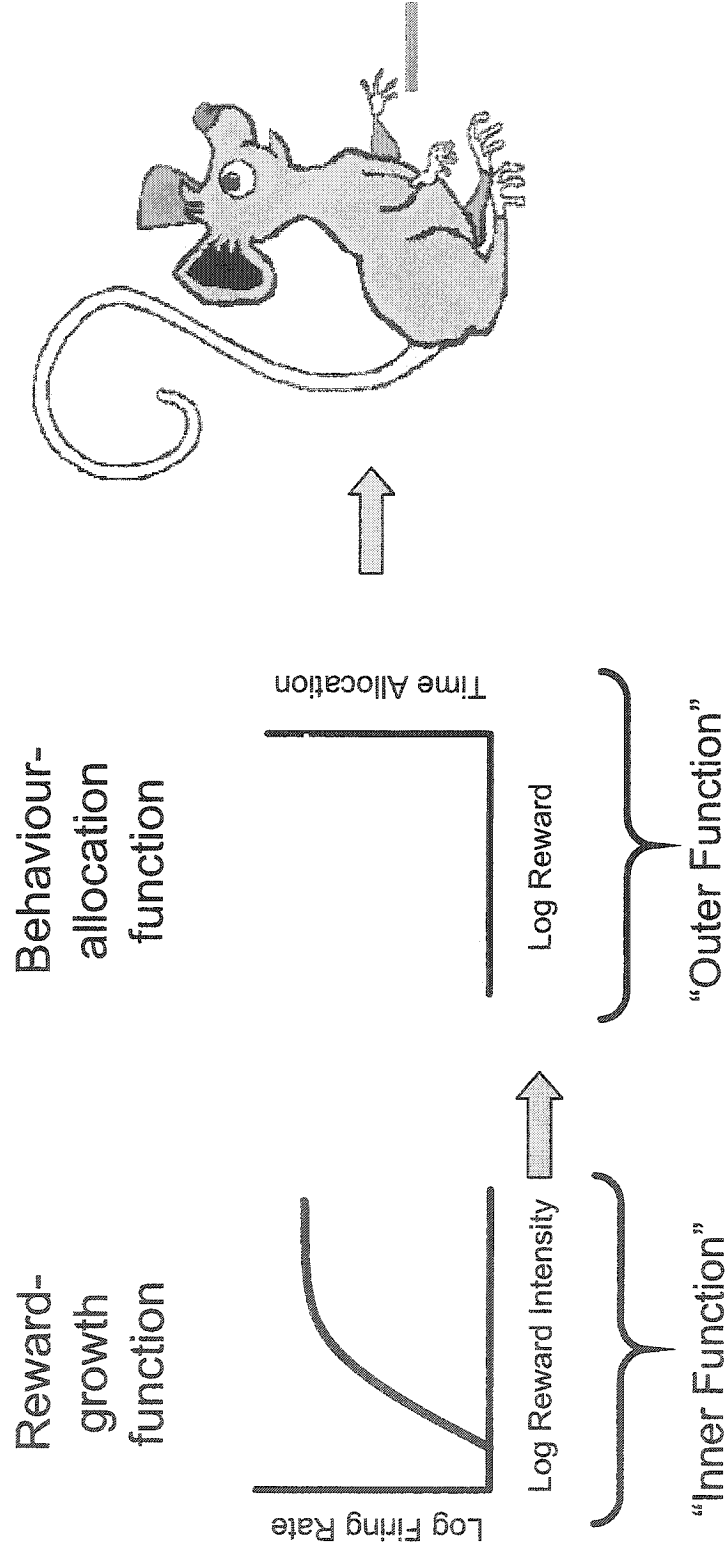 Reward-
growth
function
Log Firing Rate
Log Reward Intensity
“Inner Function”
Behaviour-
allocation
function
Time Allocation
Log Reward
“Outer Function”